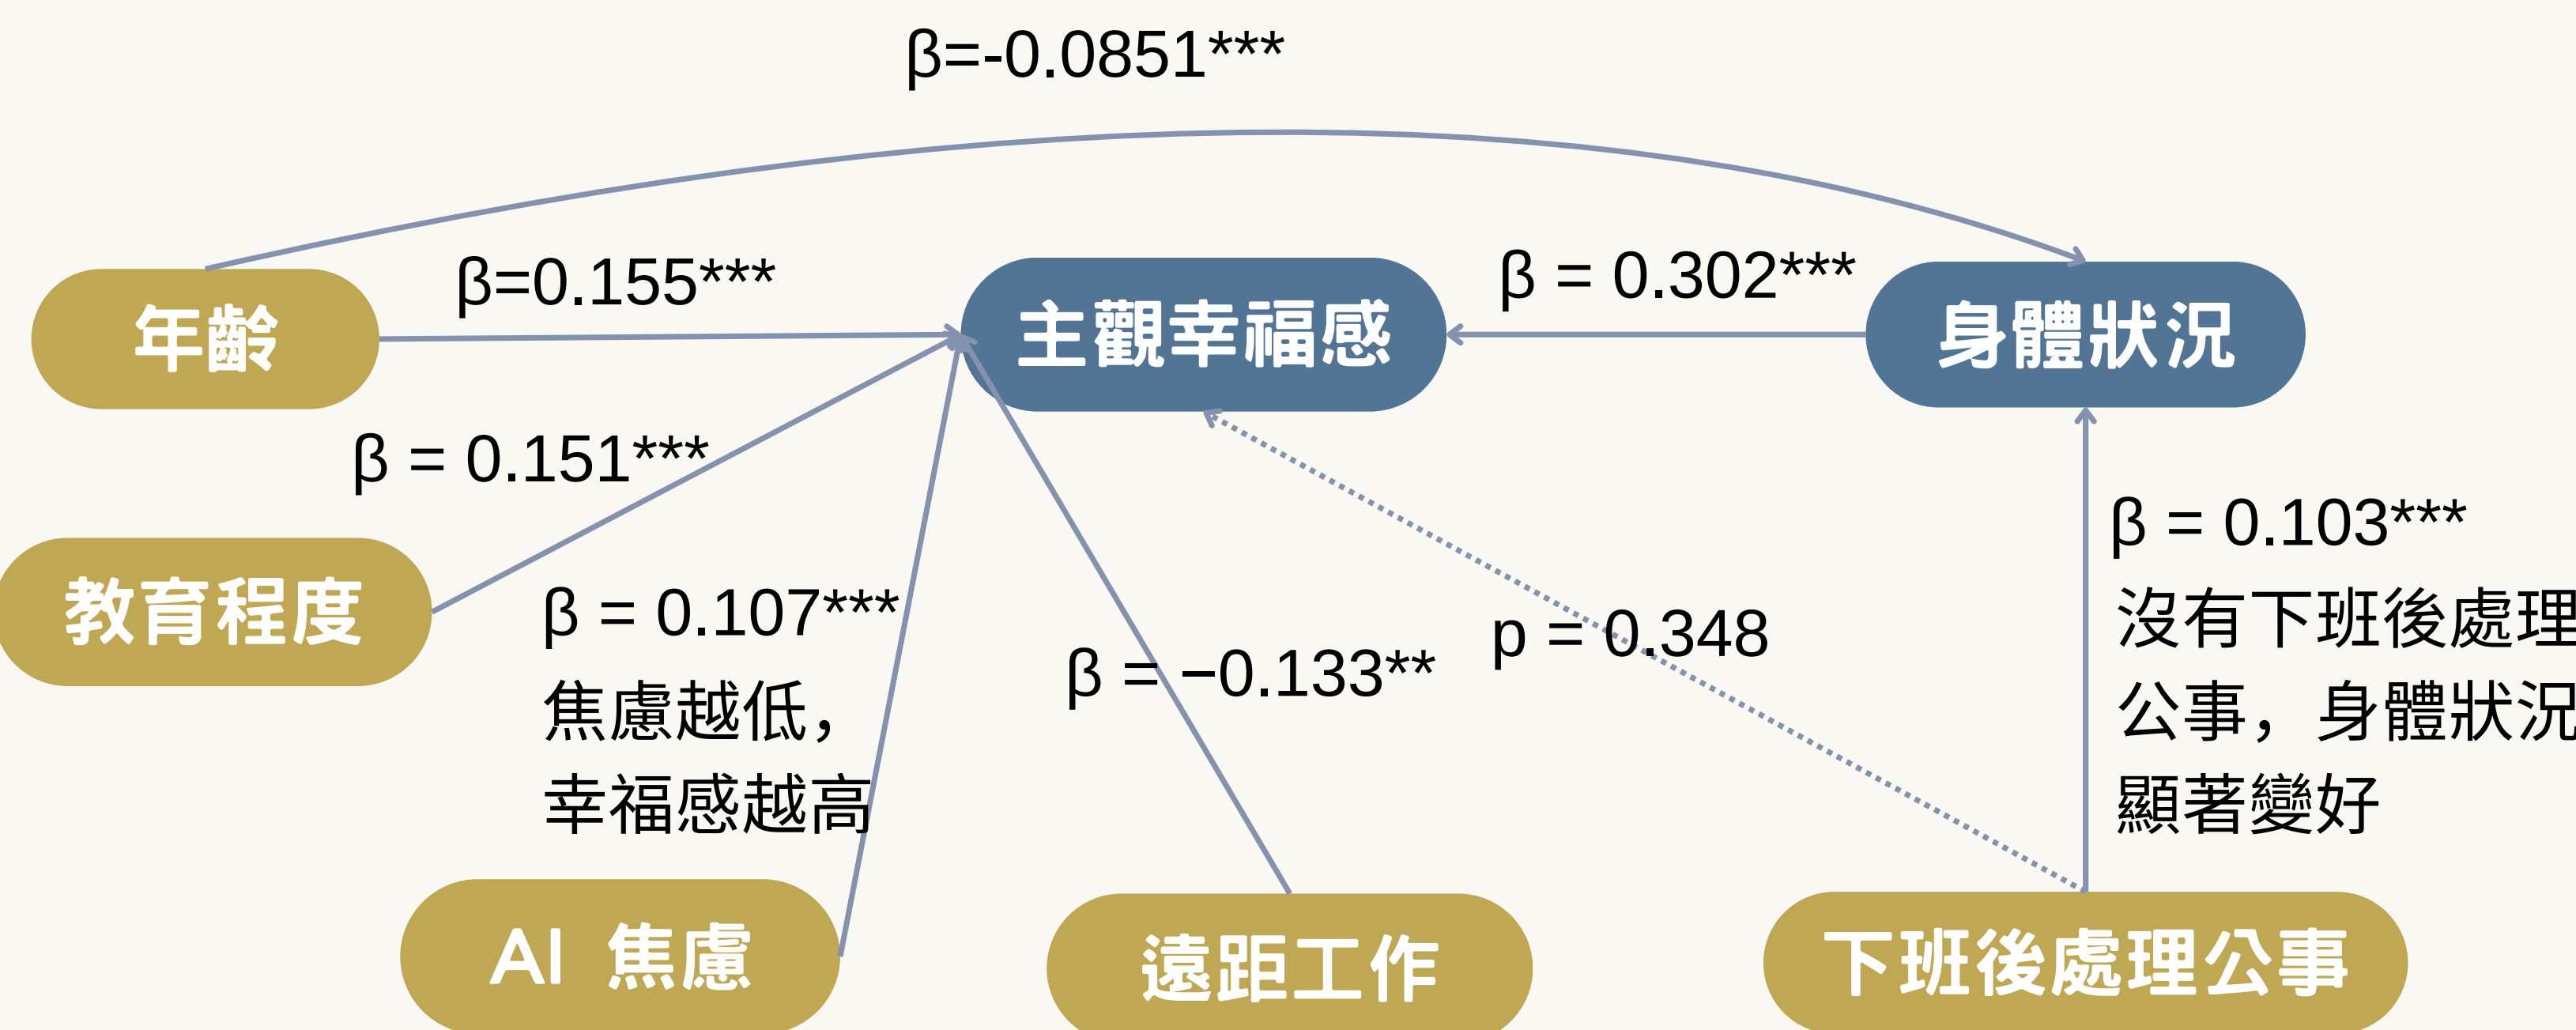 β=-0.0851***
β=0.155***
β = 0.302***
年齡
主觀幸福感
身體狀況
β = 0.151***
教育程度
β = 0.107***
焦慮越低，
幸福感越高
β = −0.133**
p = 0.348
β = 0.103***
沒有下班後處理
公事，身體狀況
顯著變好
AI 焦慮
遠距工作
下班後處理公事